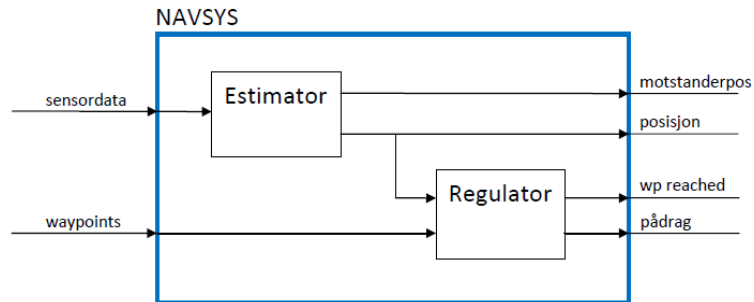 NAVSYS
motstanderpos
Estimator
sensordata
posisjon
wp reached
Regulator
waypoints
pådrag